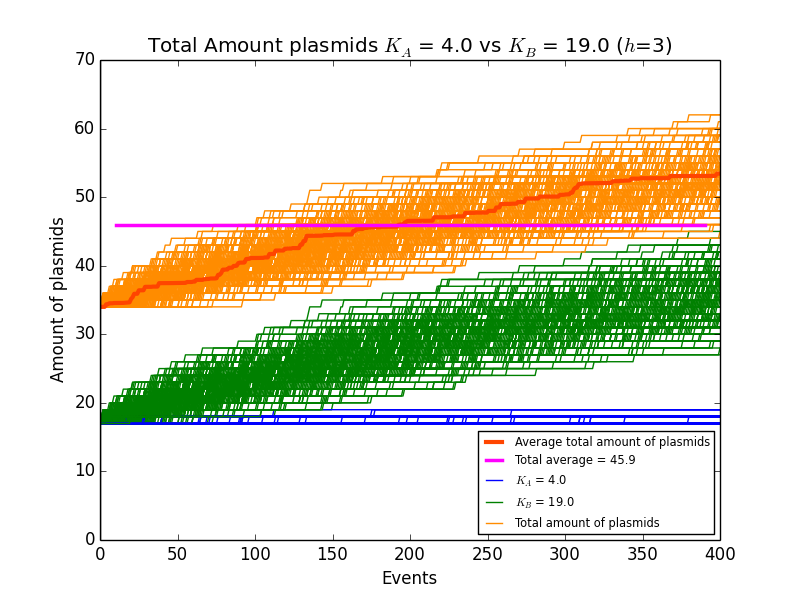 Total Amount plasmids K_A = 4.0 vs K_B = 19.0 (h=3)
70
60
50
40
30
20
10
0
Amount of plasmids
Average total amount of plasmids
Total average = 45.9
K_A = 4.0
K_B = 19.0
Total amount of plasmids
0 50 100 150 200 250 300 350 400
Events